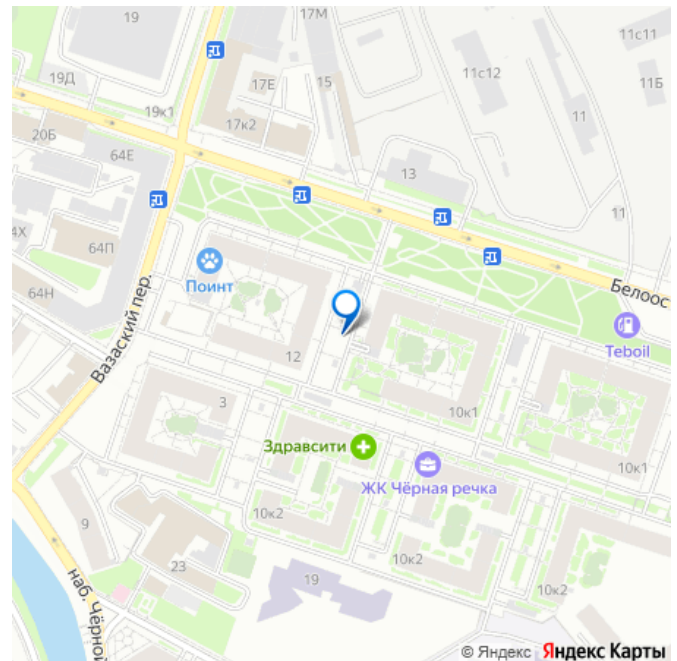 19
17М
11с11
19Д
17Е
15
11с12
11Б
19к1
17к2
11
20Б
64Е
13
4Х
64П
11
Поинт
Белоос
64Н
Teboil
Вазаский пер.
12
3
10к1
Здравсити
10к1
ЖК Чёрная речка
10к2
9
10к2
23
19
10к2
наб. Чёрной
© Яндекс Яндекс Карты